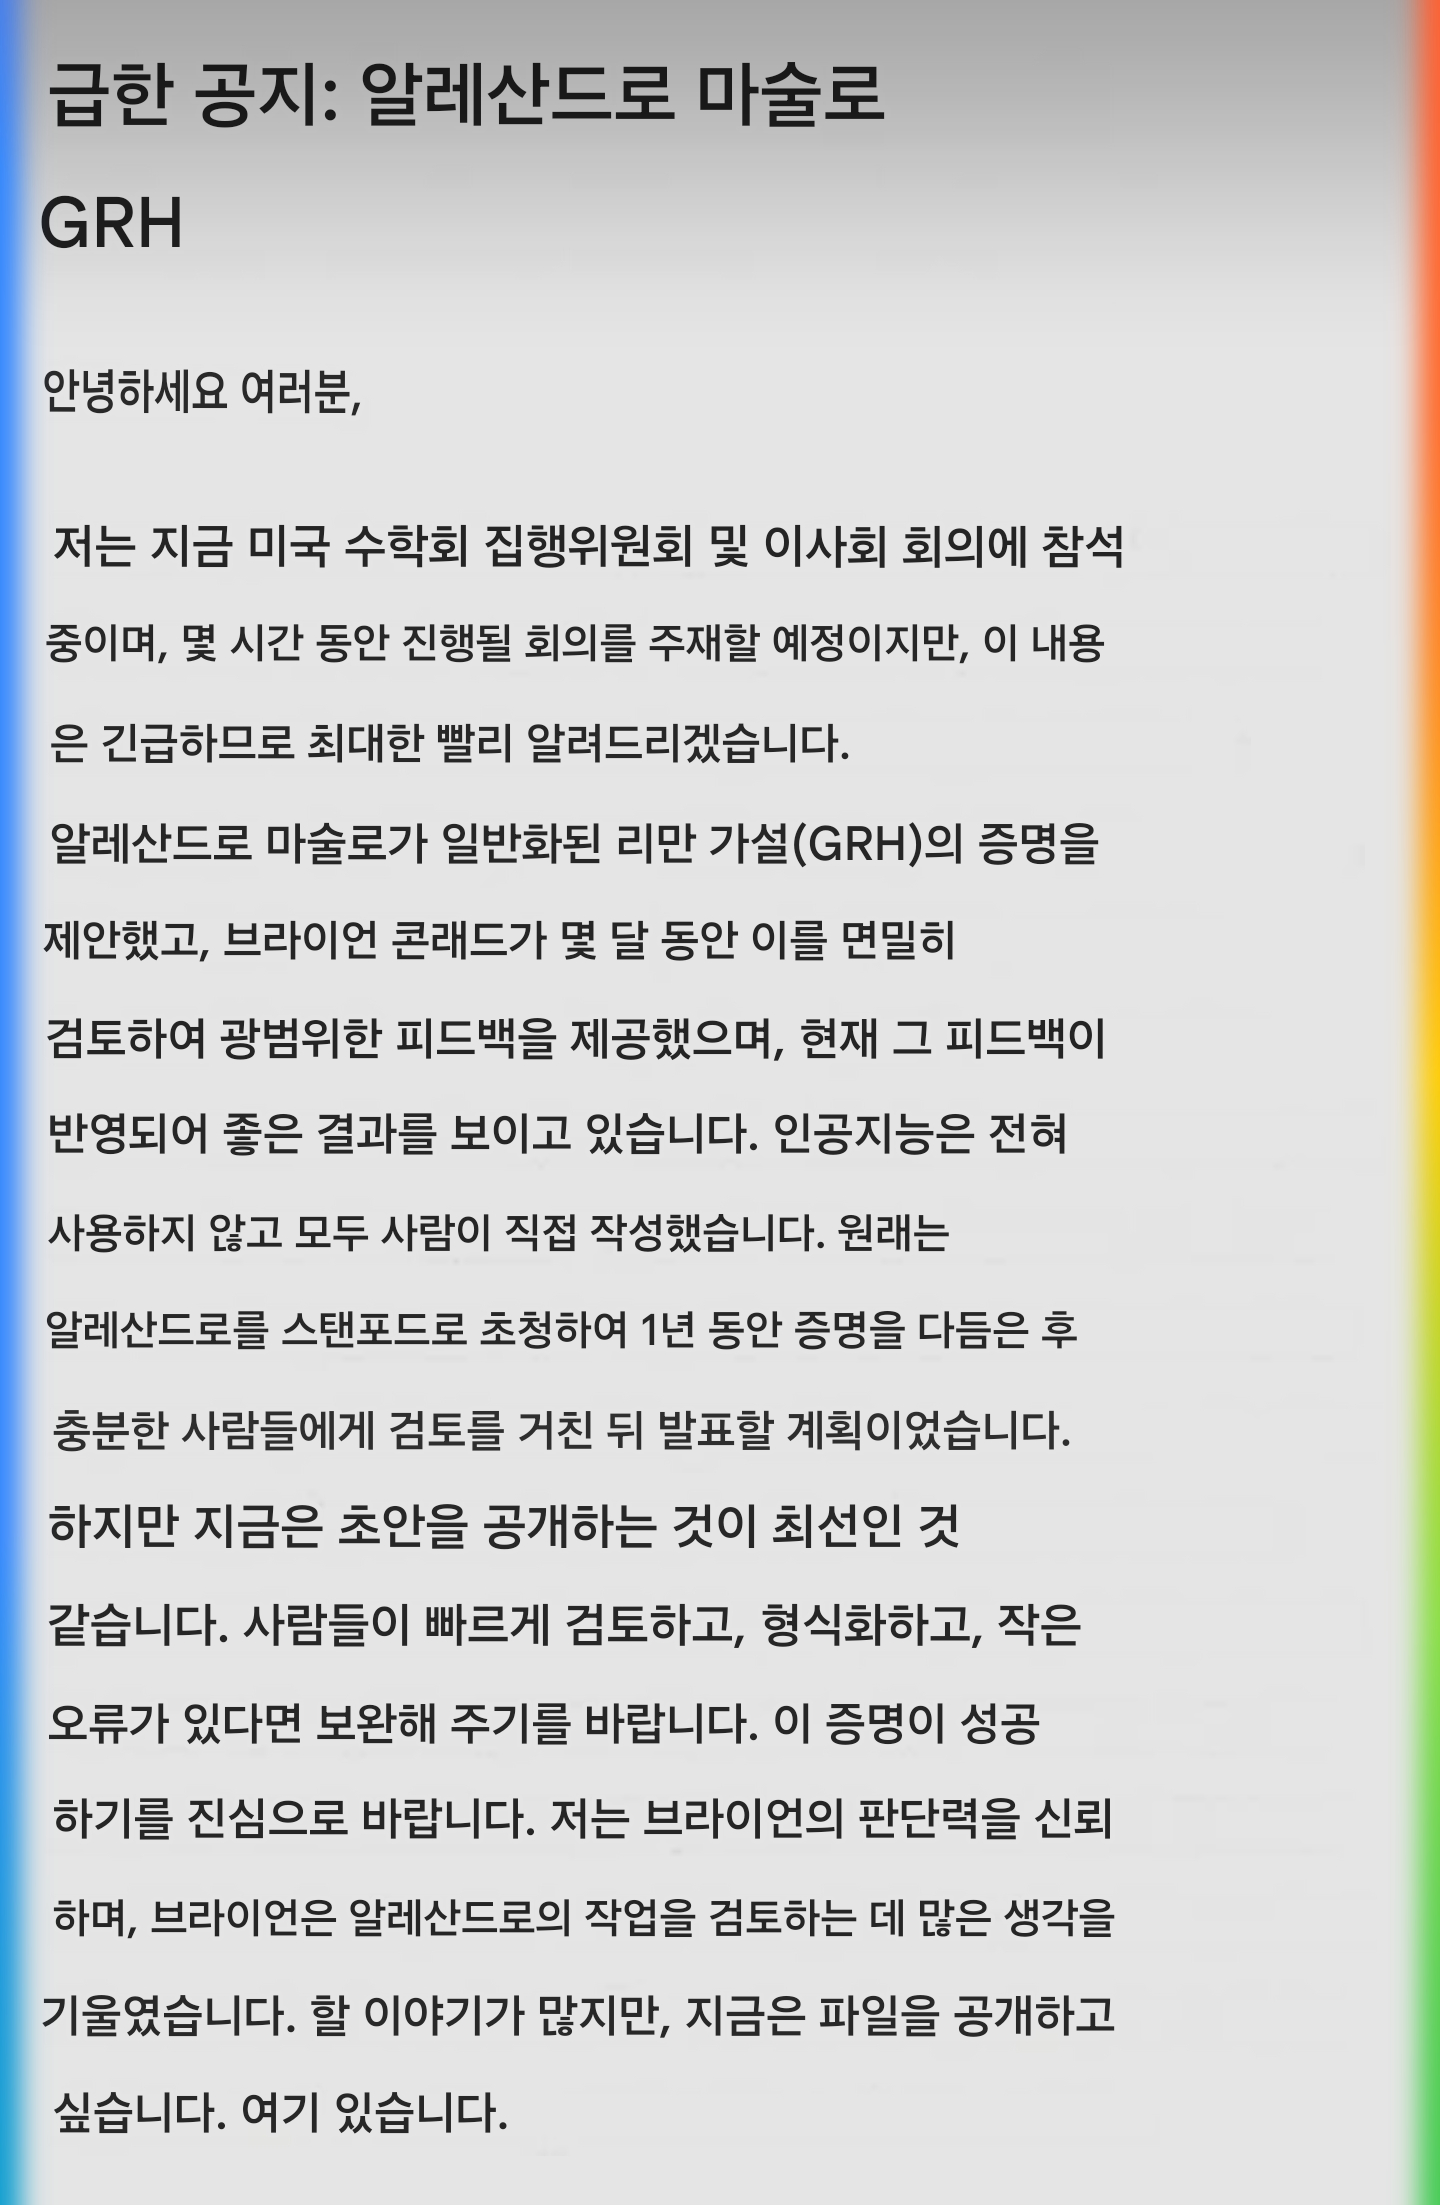 급한 공지: 알레산드로 마술로
GRH
안녕하세요 여러분,
저는 지금 미국 수학회 집행위원회 및 이사회 회의에 참석
중이며, 몇 시간 동안 진행될 회의를 주재할 예정이지만, 이 내용
은 긴급하므로 최대한 빨리 알려드리겠습니다.
알레산드로 마술로가 일반화된 리만 가설(GRH)의 증명을
제안했고, 브라이언 콘래드가 몇 달 동안 이를 면밀히
검토하여 광범위한 피드백을 제공했으며, 현재 그 피드백이
반영되어 좋은 결과를 보이고 있습니다. 인공지능은 전혀
사용하지 않고 모두 사람이 직접 작성했습니다. 원래는
알레산드로를 스탠포드로 초청하여 1년 동안 증명을 다듬은 후
충분한 사람들에게 검토를 거친 뒤 발표할 계획이었습니다.
하지만 지금은 초안을 공개하는 것이 최선인 것
같습니다. 사람들이 빠르게 검토하고, 형식화하고, 작은
오류가 있다면 보완해 주기를 바랍니다. 이 증명이 성공
하기를 진심으로 바랍니다. 저는 브라이언의 판단력을 신뢰
하며, 브라이언은 알레산드로의 작업을 검토하는 데 많은 생각을
기울였습니다. 할 이야기가 많지만, 지금은 파일을 공개하고
싶습니다. 여기 있습니다.